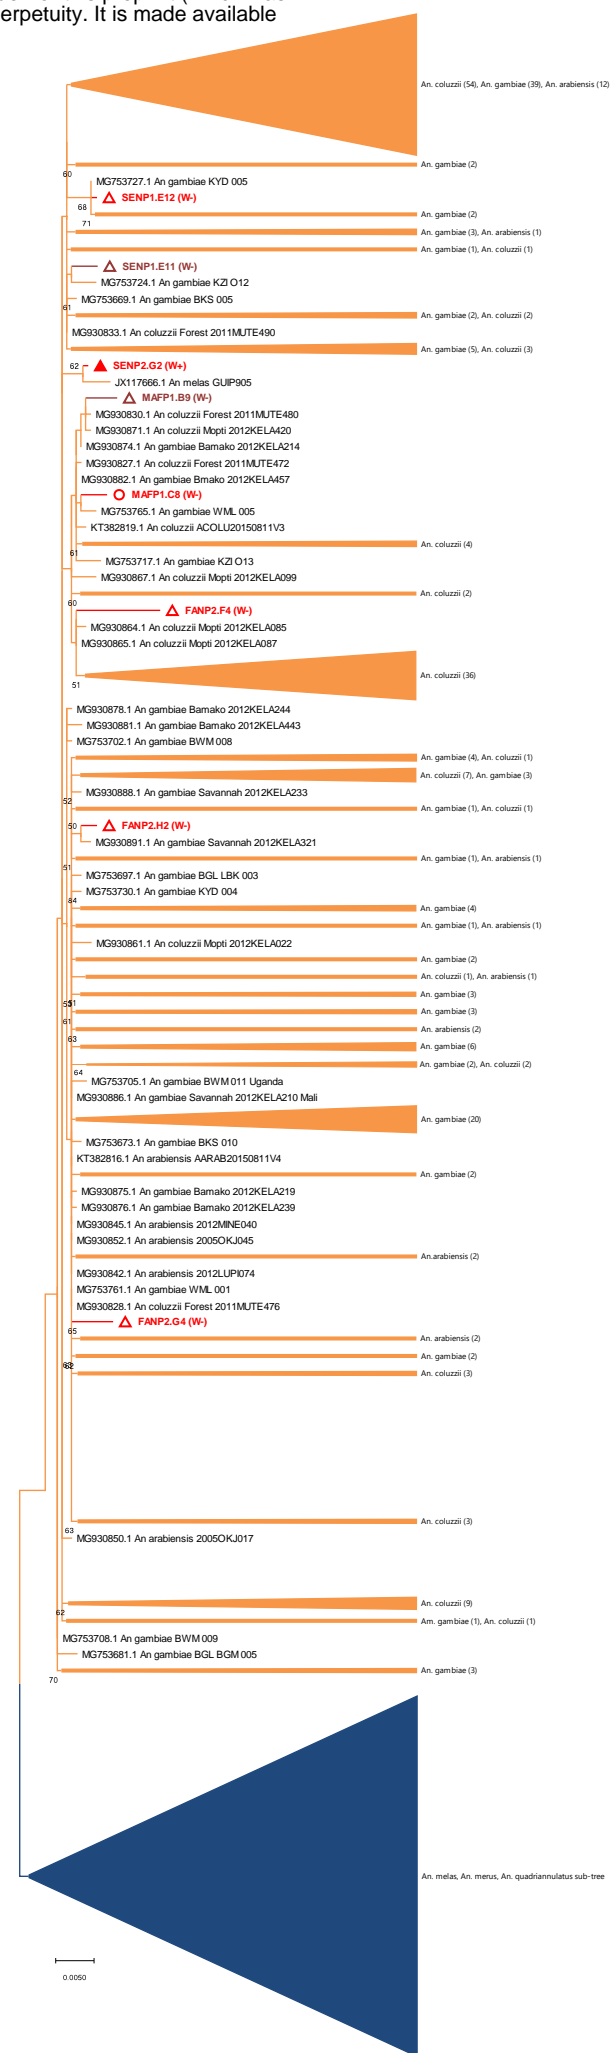 erpetuity. It is made available
An. coluzzii (54), An. gambiae (39), An. arabiensis (12)
An. gambiae (2)
60
MG753727.1 An gambiae KYD 005
SENP1.E12 (W-)
68
An. gambiae (2)
71
An. gambiae (3), An. arabiensis (1)
An. gambiae (1), An. coluzzii (1)
SENP1.E11 (W-)
MG753724.1 An gambiae KZI O12
MG753669.1 An gambiae BKS 005
61
An. gambiae (2), An. coluzzii (2)
MG930833.1 An coluzzii Forest 2011MUTE490
An. gambiae (5), An. coluzzii (3)
62
SENP2.G2 (W+)
JX117666.1 An melas GUIP905
MAFP1.B9 (W-)
MG930830.1 An coluzzii Forest 2011MUTE480
MG930871.1 An coluzzii Mopti 2012KELA420
MG930874.1 An gambiae Bamako 2012KELA214
MG930827.1 An coluzzii Forest 2011MUTE472
MG930882.1 An gambiae Bmako 2012KELA457
MAFP1.C8 (W-)
MG753765.1 An gambiae WML 005
KT382819.1 An coluzzii ACOLU20150811V3
An. coluzzii (4)
61
MG753717.1 An gambiae KZI O13
MG930867.1 An coluzzii Mopti 2012KELA099
An. coluzzii (2)
60
FANP2.F4 (W-)
MG930864.1 An coluzzii Mopti 2012KELA085
MG930865.1 An coluzzii Mopti 2012KELA087
An. coluzzii (36)
51
MG930878.1 An gambiae Bamako 2012KELA244
MG930881.1 An gambiae Bamako 2012KELA443
MG753702.1 An gambiae BWM 008
An. gambiae (4), An. coluzzii (1)
An. coluzzii (7), An. gambiae (3)
MG930888.1 An gambiae Savannah 2012KELA233
52
An. gambiae (1), An. coluzzii (1)
50
FANP2.H2 (W-)
MG930891.1 An gambiae Savannah 2012KELA321
An. gambiae (1), An. arabiensis (1)
51
MG753697.1 An gambiae BGL LBK 003
MG753730.1 An gambiae KYD 004
84
An. gambiae (4)
An. gambiae (1), An. arabiensis (1)
MG930861.1 An coluzzii Mopti 2012KELA022
An. gambiae (2)
An. coluzzii (1), An. arabiensis (1)
An. gambiae (3)
51
An. gambiae (3)
61
An. arabiensis (2)
63
An. gambiae (6)
An. gambiae (2), An. coluzzii (2)
64
MG753705.1 An gambiae BWM 011 Uganda
MG930886.1 An gambiae Savannah 2012KELA210 Mali
An. gambiae (20)
MG753673.1 An gambiae BKS 010
KT382816.1 An arabiensis AARAB20150811V4
An. gambiae (2)
MG930875.1 An gambiae Bamako 2012KELA219
MG930876.1 An gambiae Bamako 2012KELA239
MG930845.1 An arabiensis 2012MINE040
MG930852.1 An arabiensis 2005OKJ045
An.arabiensis (2)
MG930842.1 An arabiensis 2012LUPI074
MG753761.1 An gambiae WML 001
MG930828.1 An coluzzii Forest 2011MUTE476
FANP2.G4 (W-)
65
An. arabiensis (2)
An. gambiae (2)
62
An. coluzzii (3)
An. coluzzii (3)
63
MG930850.1 An arabiensis 2005OKJ017
An. coluzzii (9)
62
Am. gambiae (1), An. coluzzii (1)
MG753708.1 An gambiae BWM 009
MG753681.1 An gambiae BGL BGM 005
An. gambiae (3)
70
An. melas, An. merus, An. quadriannulatus sub-tree
0.0050